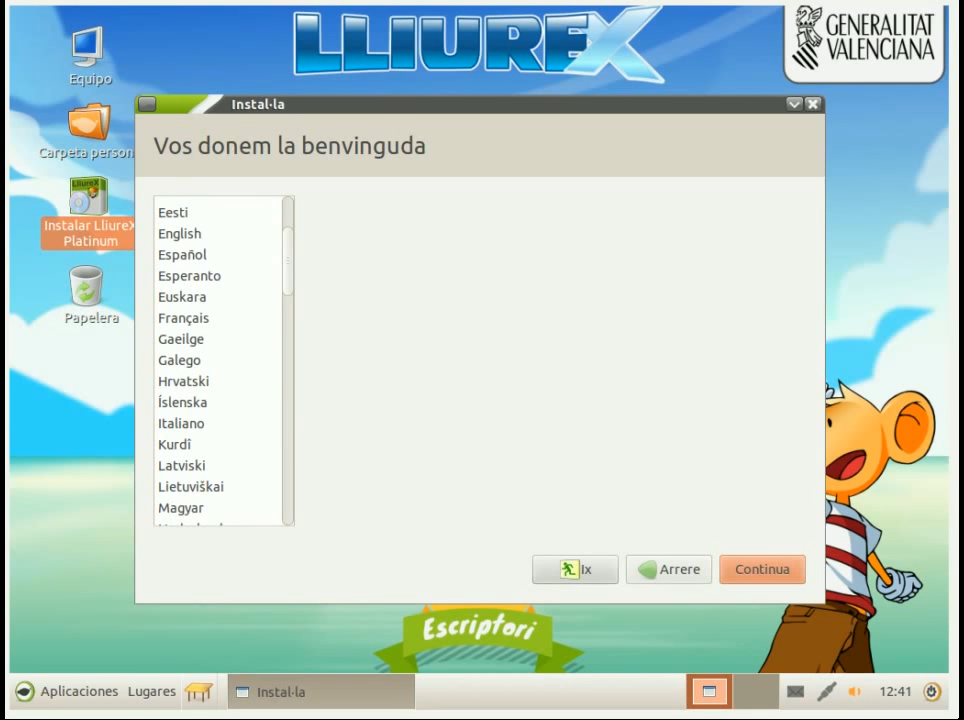 LLIUREX
GENERALITAT
VALENCIANA
Equipo
Carpeta person
LliureX
Instalar LliureX
Platinum
Papelera
Instal·la
Vos donem la benvinguda
Eesti
English
Español
Esperanto
Euskara
Français
Gaeilge
Galego
Hrvatski
Íslenska
Italiano
Kurdî
Latviski
Lietuviškai
Magyar
Ix
Arrere
Continua
Escriptori
Aplicaciones
Lugares
Instal·la
12:41